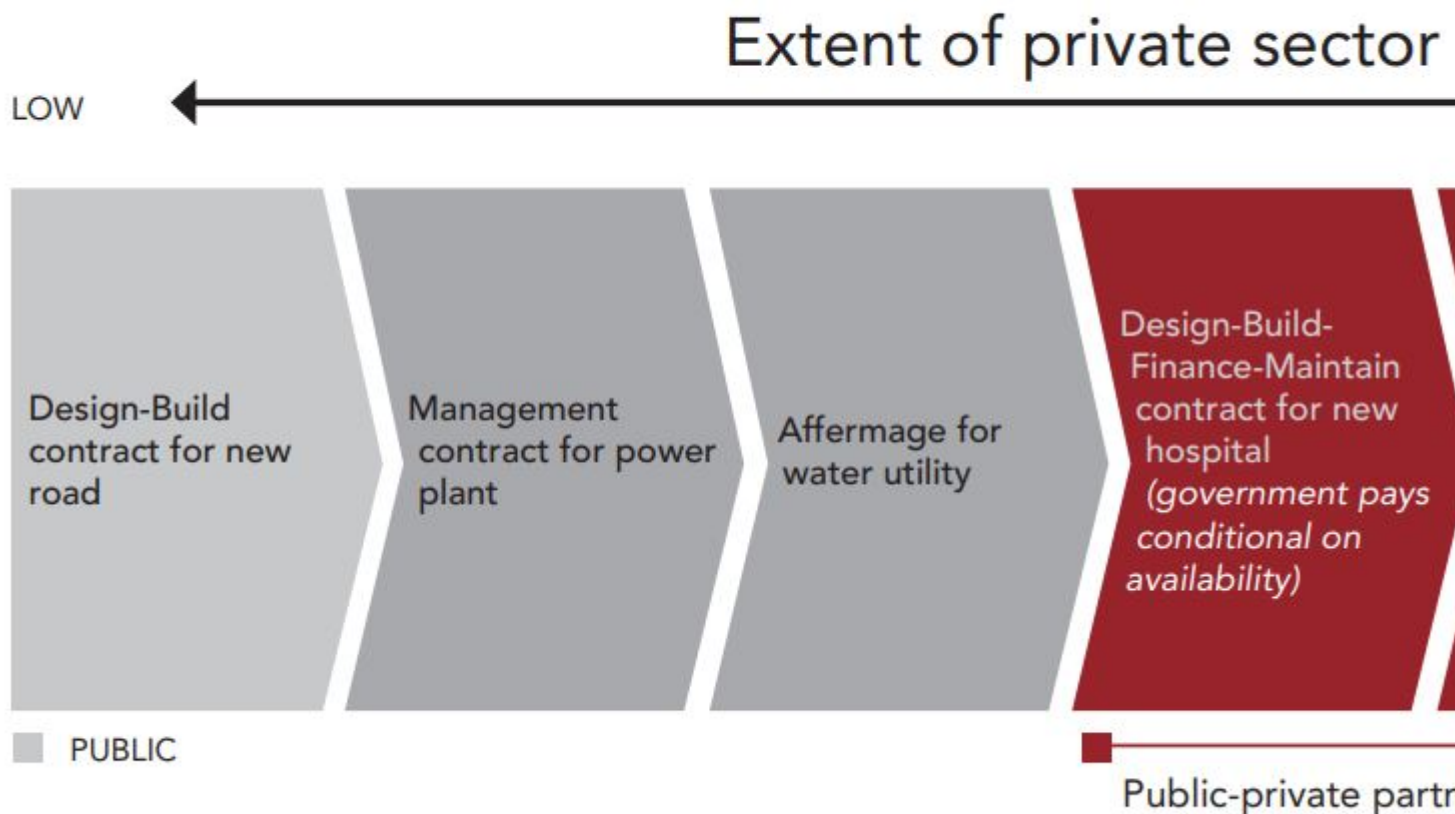 Extent of private sector
LOW
Design-Build
contract for new
road
Management
contract for power
plant
Affermage for
water utility
Design-Build-
Finance-Maintain
contract for new
hospital
(government pays
conditional on
availability)
PUBLIC
Public-private partn